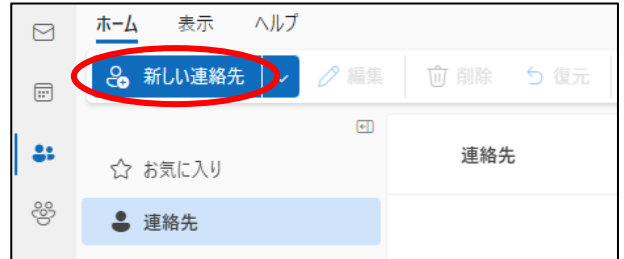 ホーム 表示 ヘルプ
新しい連絡先 編集 削除 復元
お気に入り
連絡先
連絡先